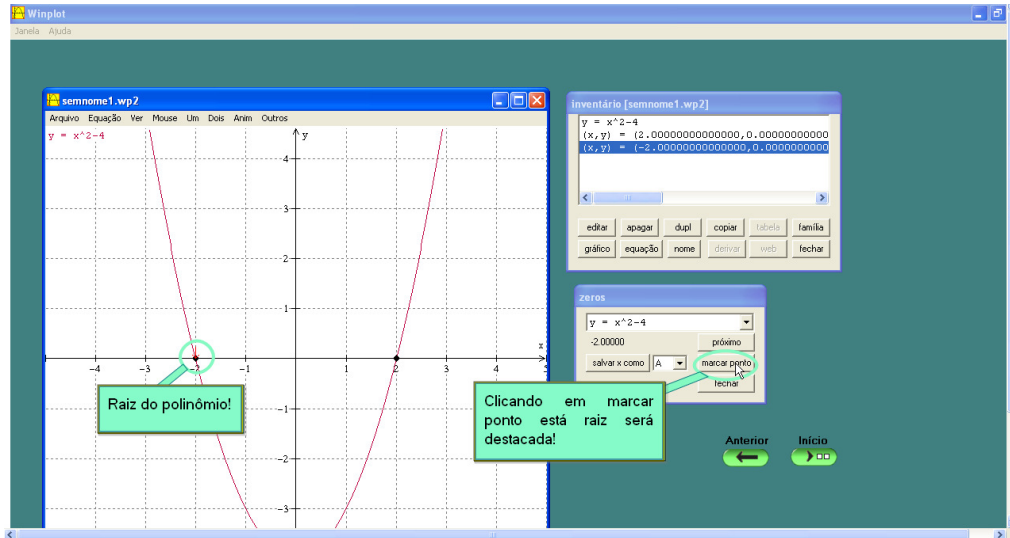 Winplot
Janela Ajuda
semnome1.wp2
Arquivo Equação Ver Mouse Um Dois Anim Outros
y = x^2-4
y
4
3
2
1
x
-4 -3 -2 -1 1 2 3 4 5
-1
-2
-3
Raiz do polinômio!
inventário [semnome1.wp2]
y = x^2-4
(x,y) = (2.00000000000000,0.00000000000
(x,y) = (-2.00000000000000,0.0000000000
editar apagar dupl copiar tabela família
gráfico equação nome derivar web fechar
zeros
y = x^2-4
-2.00000 próximo
salvar x como A marcar ponto
fechar
Clicando em marcar
ponto está raiz será
destacada!
Anterior Início